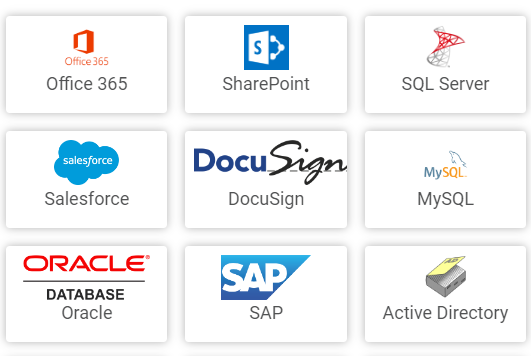 Office 365
Office 365
S
SharePoint
SQL Server
salesforce
Salesforce
DocuSign
DocuSign
MySQL
MySQL
ORACLE®
DATABASE
Oracle
SAP
SAP
Active Directory